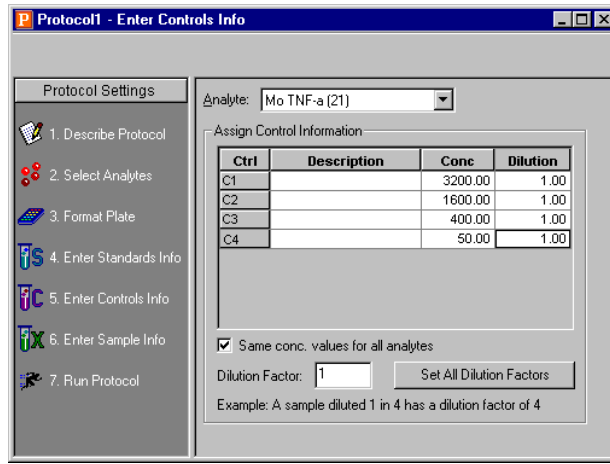 Protocol1 - Enter Controls Info
Protocol Settings
1. Describe Protocol
2. Select Analytes
3. Format Plate
4. Enter Standards Info
5. Enter Controls Info
6. Enter Sample Info
7. Run Protocol
Analyte: Mo TNF-a (21)
Assign Control Information
Ctrl Description Conc Dilution
C1 3200.00 1.00
C2 1600.00 1.00
C3 400.00 1.00
C4 50.00 1.00
Same conc. values for all analytes
Dilution Factor: 1 Set All Dilution Factors
Example: A sample diluted 1 in 4 has a dilution factor of 4